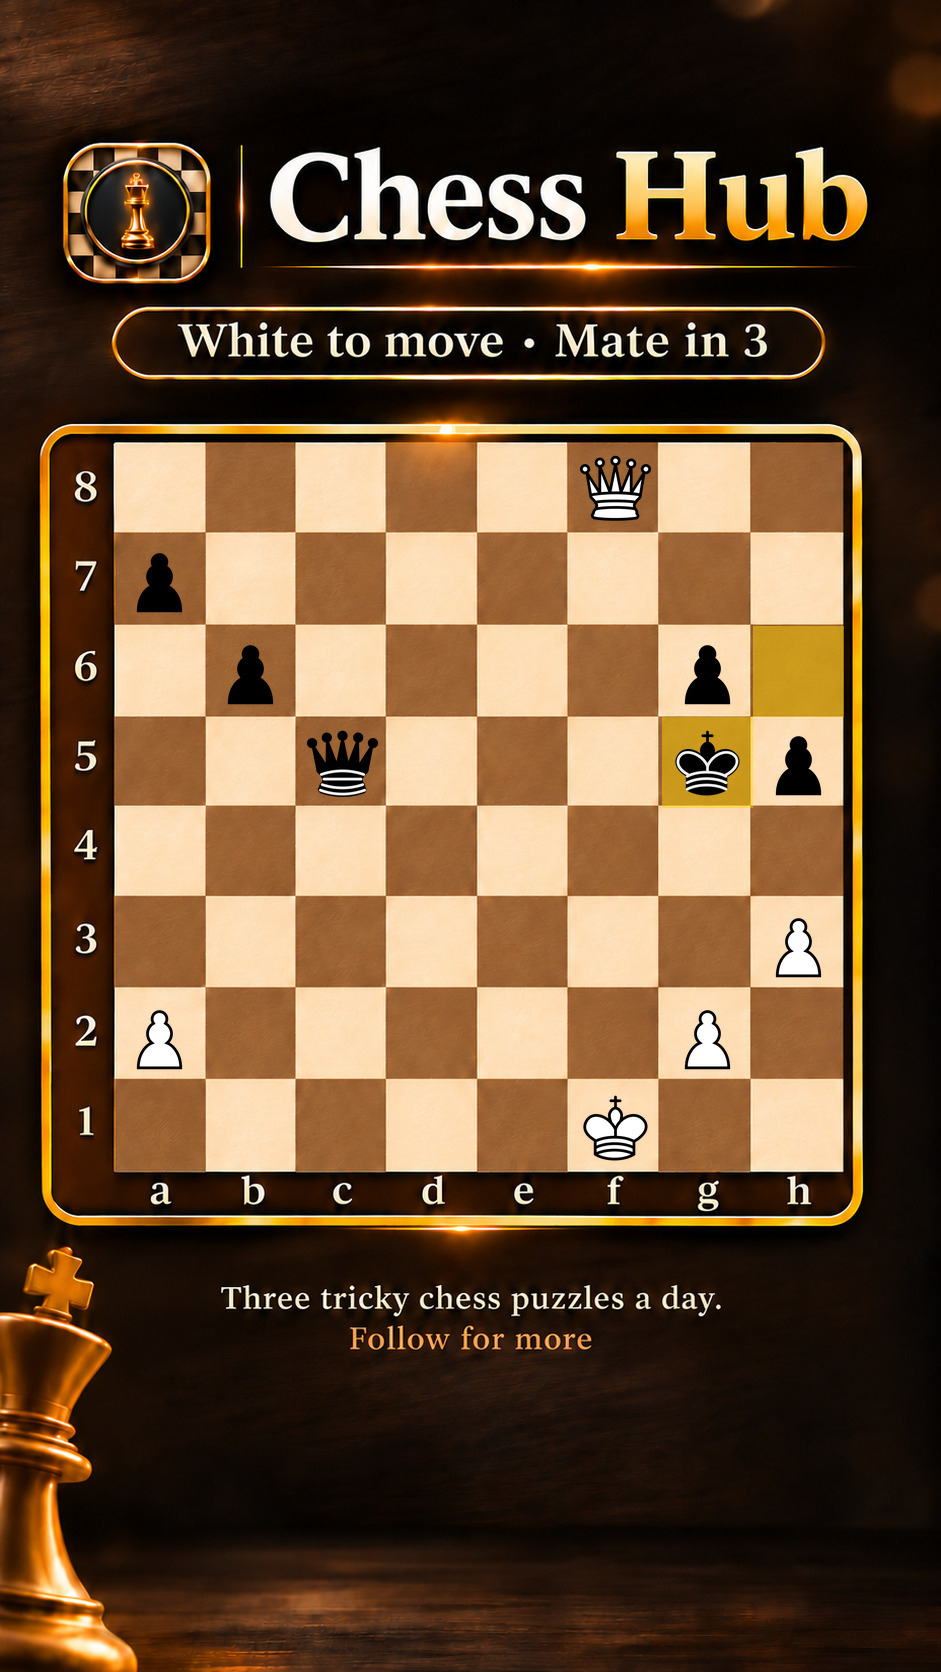 Chess Hub
White to move • Mate in 3
8
7
6
5
4
3
2
1
a b c d e f g h
Three tricky chess puzzles a day.
Follow for more